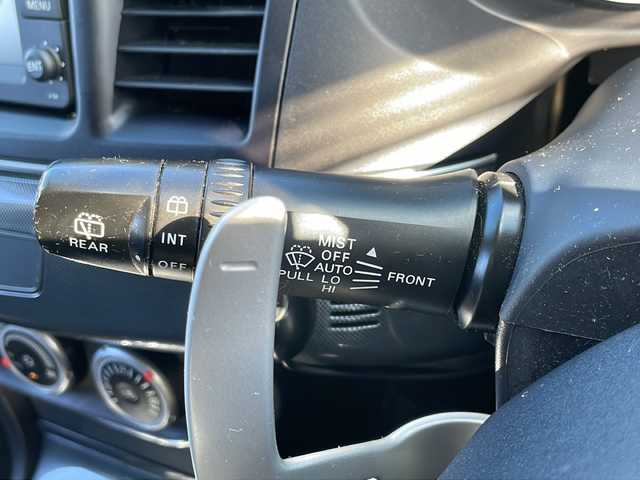 MENU
ENT
REAR
INT
OFF
MIST
OFF
AUTO
PULL LO
HI
FRONT